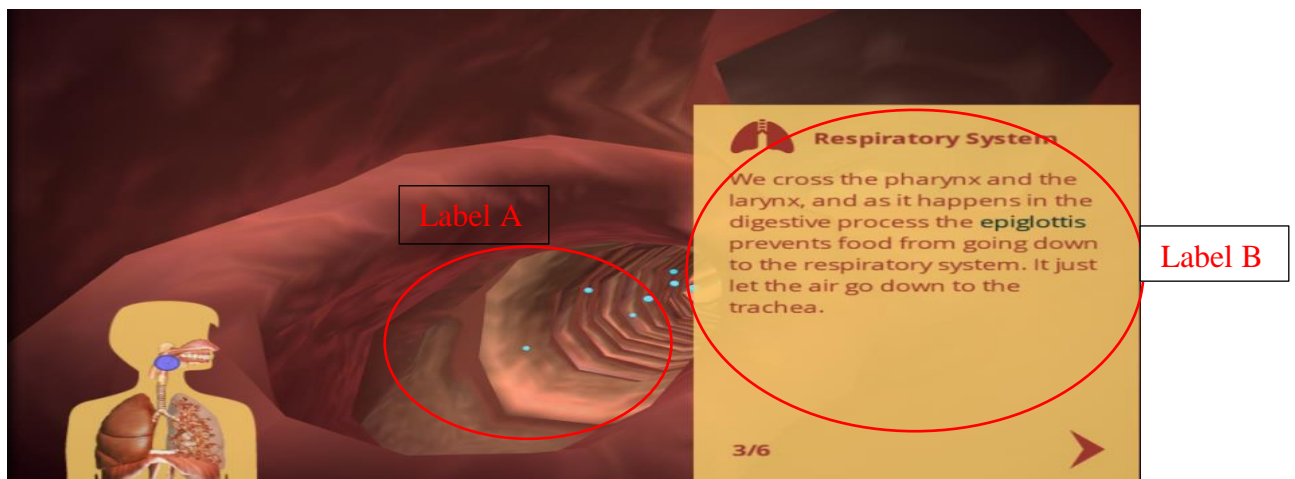 Respiratory System
We cross the pharynx and the
larynx, and as it happens in the
digestive process the epiglottis
prevents food from going down
to the respiratory system. It just
let the air go down to the
trachea.
3/6
Label A
Label B